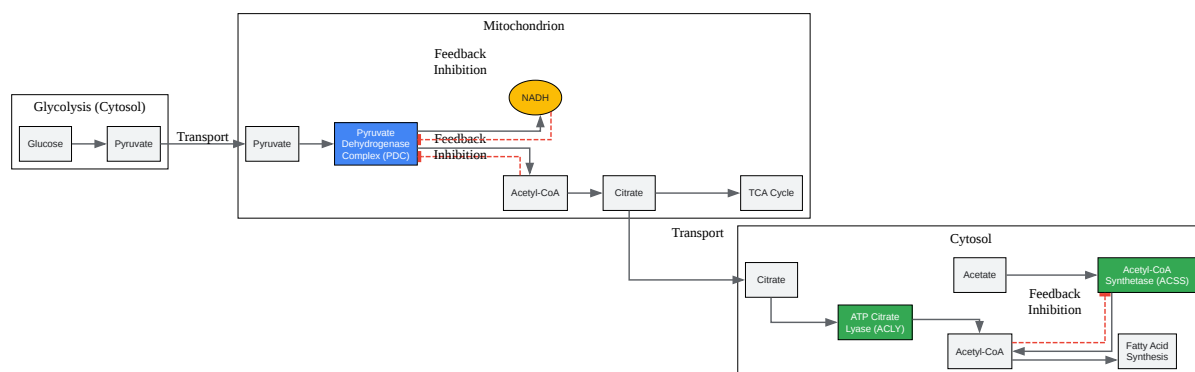 Mitochondrion
Feedback
Inhibition
NADH
Glycolysis (Cytosol)
Glucose
Pyruvate
Transport
Pyruvate
Pyruvate
Dehydrogenase
Complex (PDC)
Feedback
Inhibition
Acetyl-CoA
Citrate
TCA Cycle
Transport
Cytosol
Citrate
Acetate
Acetyl-CoA
Synthetase (ACSS)
Feedback
Inhibition
ATP Citrate
Lyase (ACLY)
Acetyl-CoA
Fatty Acid
Synthesis